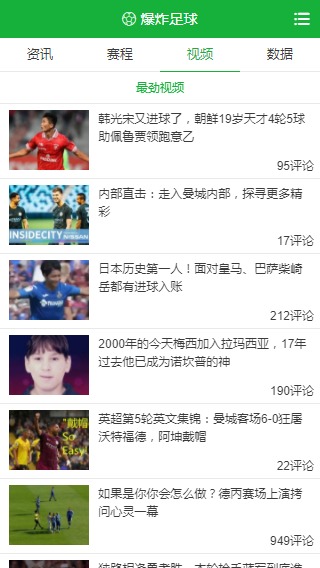 爆炸足球
资讯
赛程
视频
数据
最劲视频
韩光宋又进球了，朝鲜19岁天才4轮5球
助佩鲁贾领跑意乙
95评论
内部直击：走入曼城内部，探寻更多精
彩
INSIDECITY
NISSAN
17评论
日本历史第一人！面对皇马、巴萨柴崎
岳都有进球入账
212评论
2000年的今天梅西加入拉玛西亚，17年
过去他已成为诺坎普的神
190评论
英超第5轮英文集锦：曼城客场6-0狂屠
沃特福德，阿坤戴帽
"戴帽"
So
Easy!
22评论
如果是你你会怎么做？德丙赛场上演拷
问心灵一幕
949评论